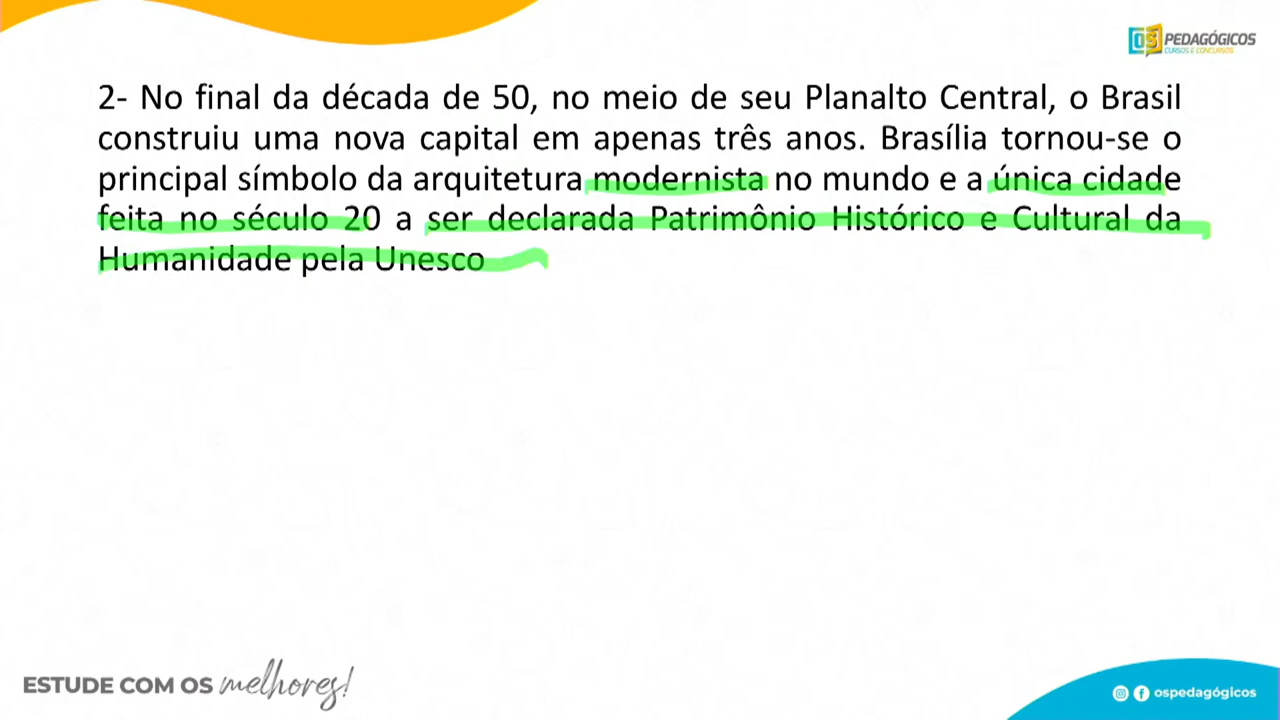 OS PEDAGÓGICOS
CURSOS E CONCURSOS
2- No final da década de 50, no meio de seu Planalto Central, o Brasil
construiu uma nova capital em apenas três anos. Brasília tornou-se o
principal símbolo da arquitetura modernista no mundo e a única cidade
feita no século 20 a ser declarada Patrimônio Histórico e Cultural da
Humanidade pela Unesco
ESTUDE COM OS melhores!
ospedagógicos